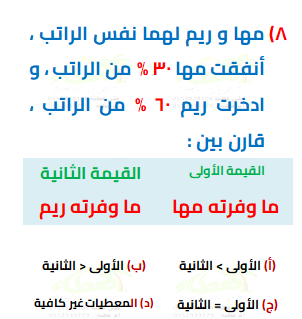 ٨) مها و ريم لهما نفس الراتب ،
أنفقت مها ٣٠ % من الراتب ، و
ادخرت ريم ٦٠ % من الراتب ،
قارن بين :
القيمة الأولى القيمة الثانية
ما وفرته مها ما وفرته ريم
(أ) الأولى > الثانية (ب) الأولى < الثانية
(ج) الأولى = الثانية (د) المعطيات غير كافية